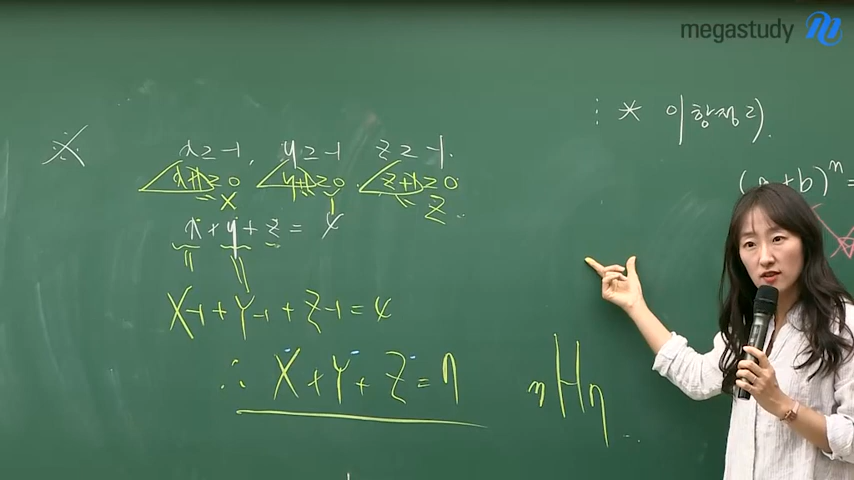 megastudy
※ x ≥ -1, y ≥ -1 z ≥ -1.
x+1 ≥ 0 y+1 ≥ 0 z+1 ≥ 0
X Y Z
x + y + z = 4
X-1 + Y-1 + Z-1 = 4
∴ X + Y + Z = 7
H
* 이항정리.
(a+b)^n =